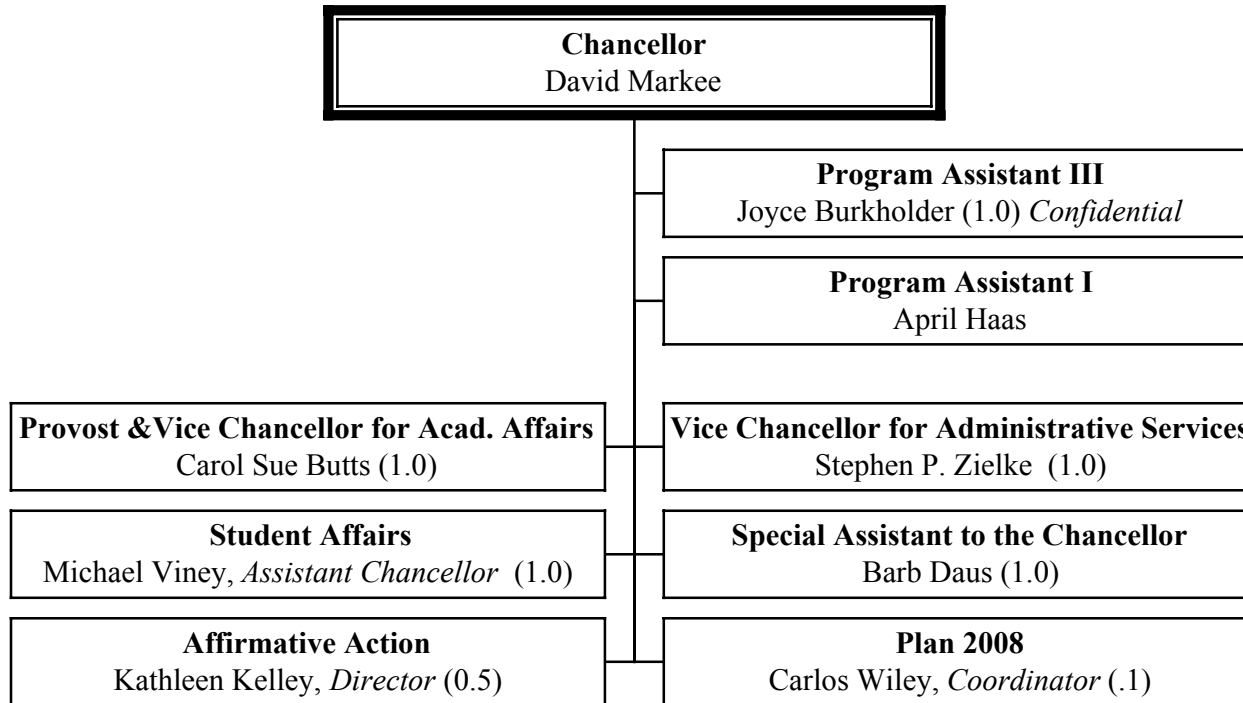 Chancellor
David Markee
Program Assistant III
Joyce Burkholder (1.0) Confidential
Program Assistant I
April Haas
Provost &Vice Chancellor for Acad. Affairs
Carol Sue Butts (1.0)
Vice Chancellor for Administrative Services
Stephen P. Zielke  (1.0)
Student Affairs
Michael Viney, Assistant Chancellor  (1.0)
Special Assistant to the Chancellor
Barb Daus (1.0)
Affirmative Action
Kathleen Kelley, Director (0.5)
Plan 2008
Carlos Wiley, Coordinator (.1)